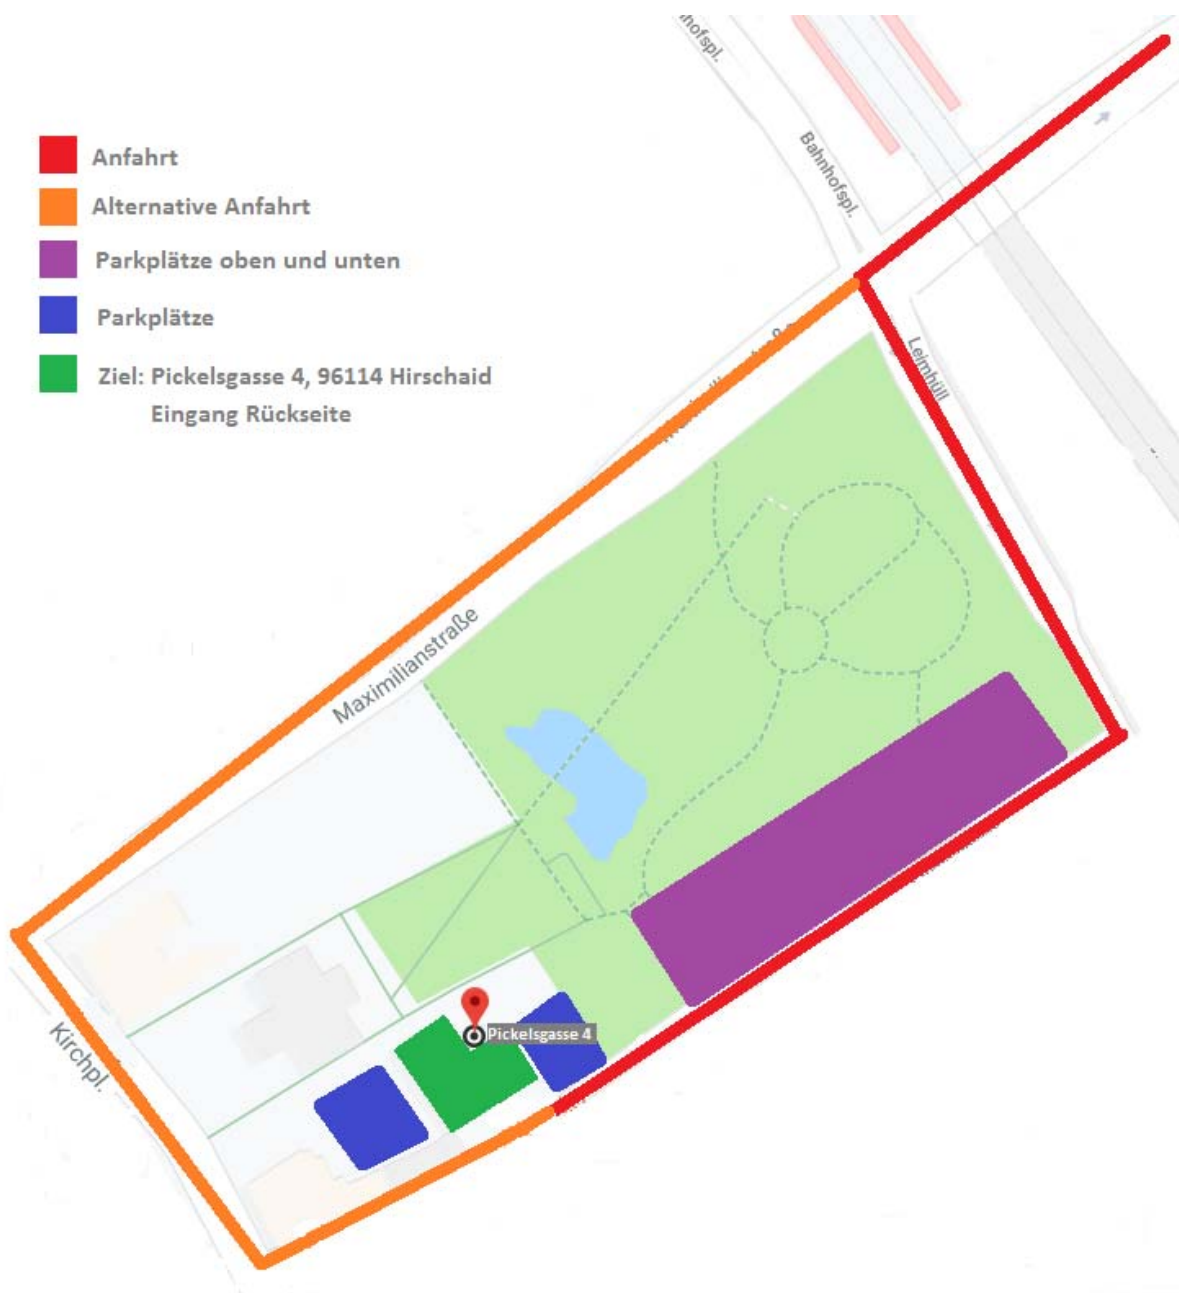 nhofspl.
Bahnhofspl.
Anfahrt
Alternative Anfahrt
Parkplätze oben und unten
Parkplätze
Ziel: Pickelsgasse 4, 96114 Hirschaid
Eingang Rückseite
Leimhüll
Maximilianstraße
Pickelsgasse 4
Kirchpl.